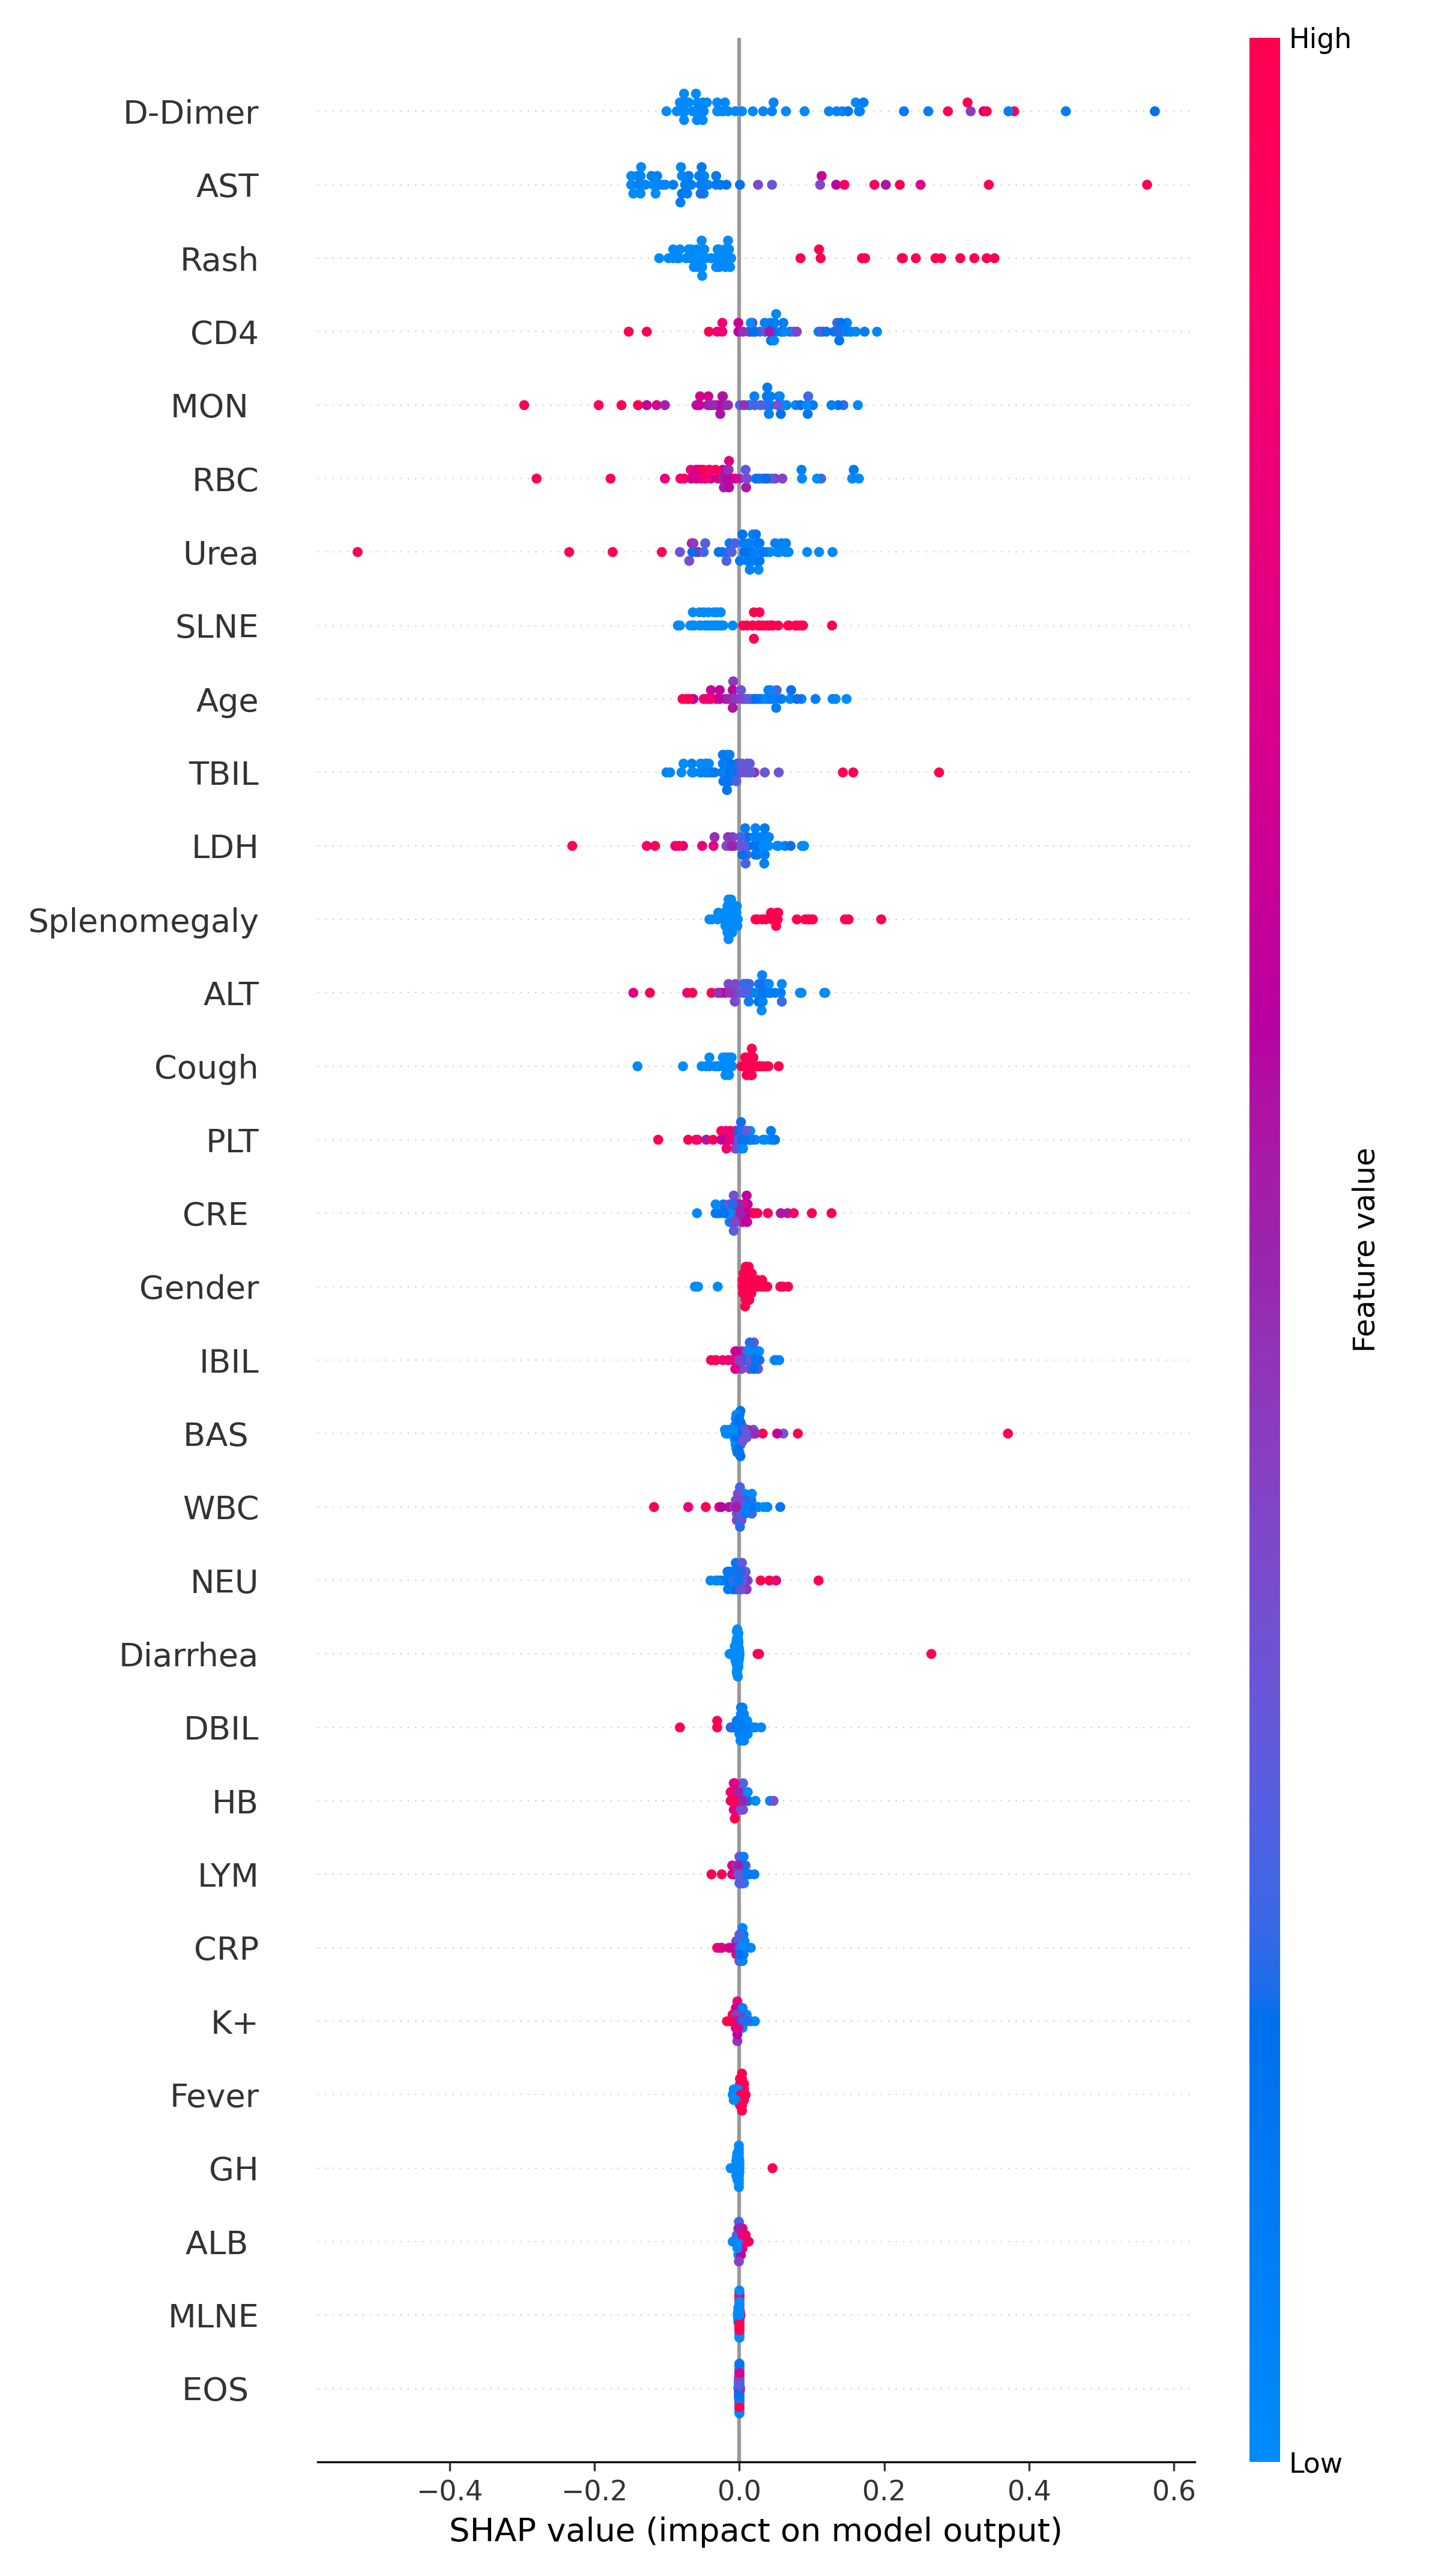 High
D-Dimer
AST
Rash
CD4
MON
RBC
Urea
SLNE
Age
TBIL
LDH
Splenomegaly
ALT
Cough
PLT
CRE
Gender
IBIL
BAS
WBC
NEU
Diarrhea
DBIL
HB
LYM
CRP
K+
Fever
GH
ALB
MLNE
EOS
Feature value
Low
−0.4 −0.2 0.0 0.2 0.4 0.6
SHAP value (impact on model output)